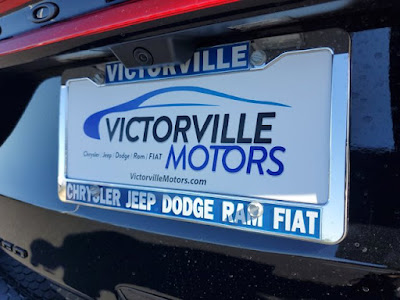 VICTORVILLE
VICTORVILLE
Chrysler | Jeep | Dodge | Ram | FIAT
MOTORS
VictorvilleMotors.com
CHRYSLER JEEP DODGE RAM FIAT